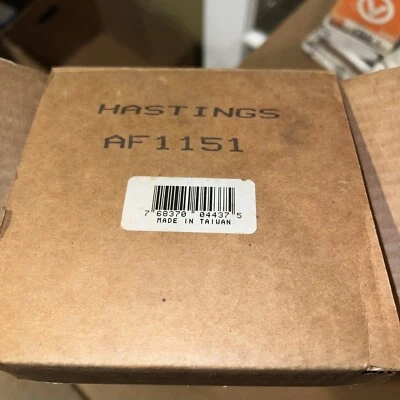 HASTINGS
AF1151
7 68370 04437 5
MADE IN TAIWAN